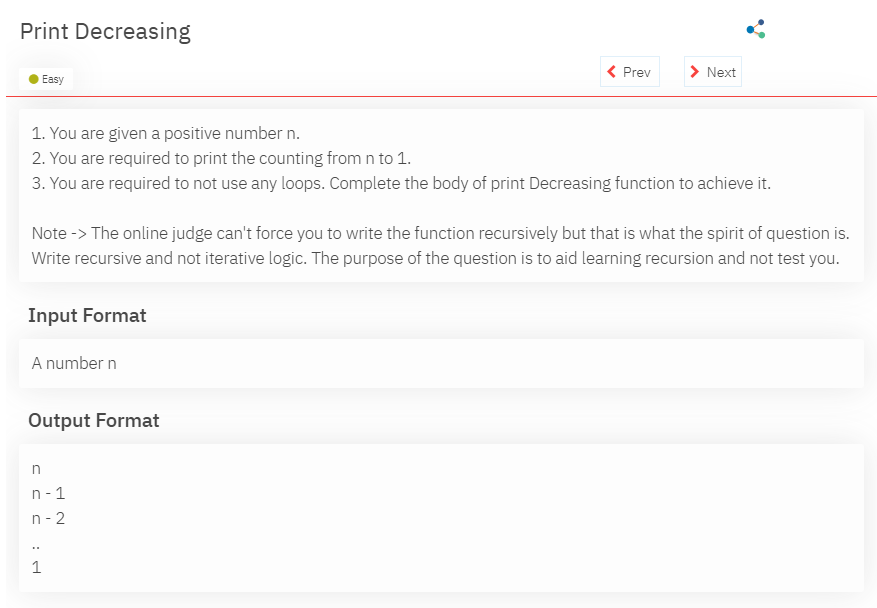 Print Decreasing
Easy
Prev
Next
1. You are given a positive number n.
2. You are required to print the counting from n to 1.
3. You are required to not use any loops. Complete the body of print Decreasing function to achieve it.
Note -> The online judge can't force you to write the function recursively but that is what the spirit of question is.
Write recursive and not iterative logic. The purpose of the question is to aid learning recursion and not test you.
Input Format
A number n
Output Format
n
n - 1
n - 2
..
1